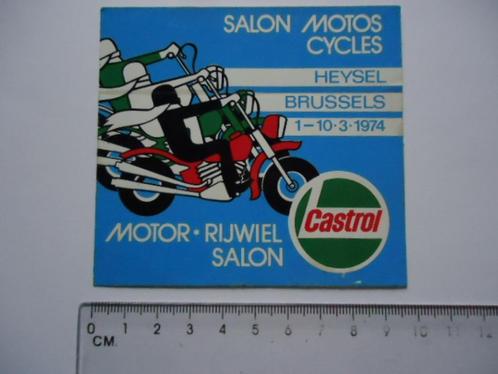 SALON MOTOS
CYCLES
HEYSEL
BRUSSELS
1-10·3·1974
Castrol
MOTOR · RIJWIEL
SALON
0 1 2 3 4 5 6 7 8 9 10 11 12
CM.